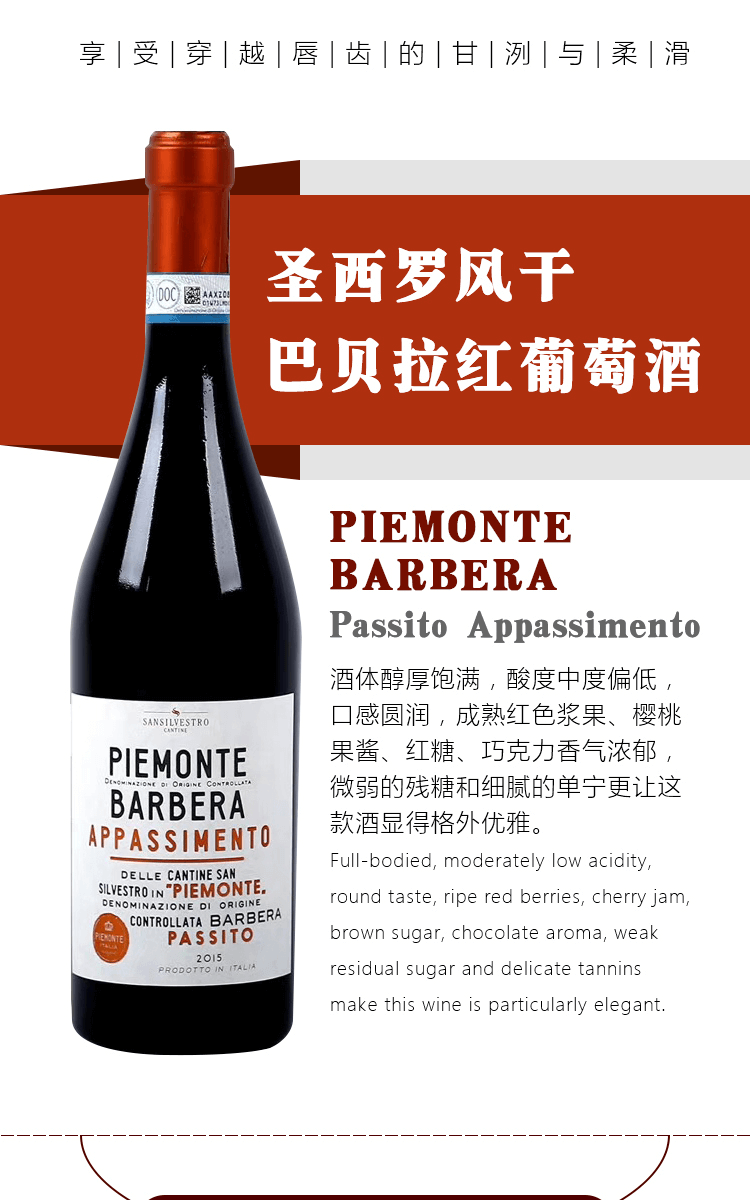 享|受|穿|越|唇|齿|的|甘|洌|与|柔|滑
圣西罗风干
巴贝拉红葡萄酒
DOC
PIEMONTE
BARBERA
Passito Appassimento
酒体醇厚饱满，酸度中度偏低，
口感圆润，成熟红色浆果、樱桃
果酱、红糖、巧克力香气浓郁，
微弱的残糖和细腻的单宁更让这
款酒显得格外优雅。
Full-bodied, moderately low acidity,
round taste, ripe red berries, cherry jam,
brown sugar, chocolate aroma, weak
residual sugar and delicate tannins
make this wine is particularly elegant.
SANSILVESTRO
CANTINE
PIEMONTE
DENOMINAZIONE DI ORIGINE CONTROLLATA
BARBERA
APPASSIMENTO
DELLE CANTINE SAN
SILVESTRO IN "PIEMONTE.
DENOMINAZIONE DI ORIGINE
CONTROLLATA BARBERA
PASSITO
2015
PRODOTTO IN ITALIA
PIEMONTE
ITALIA